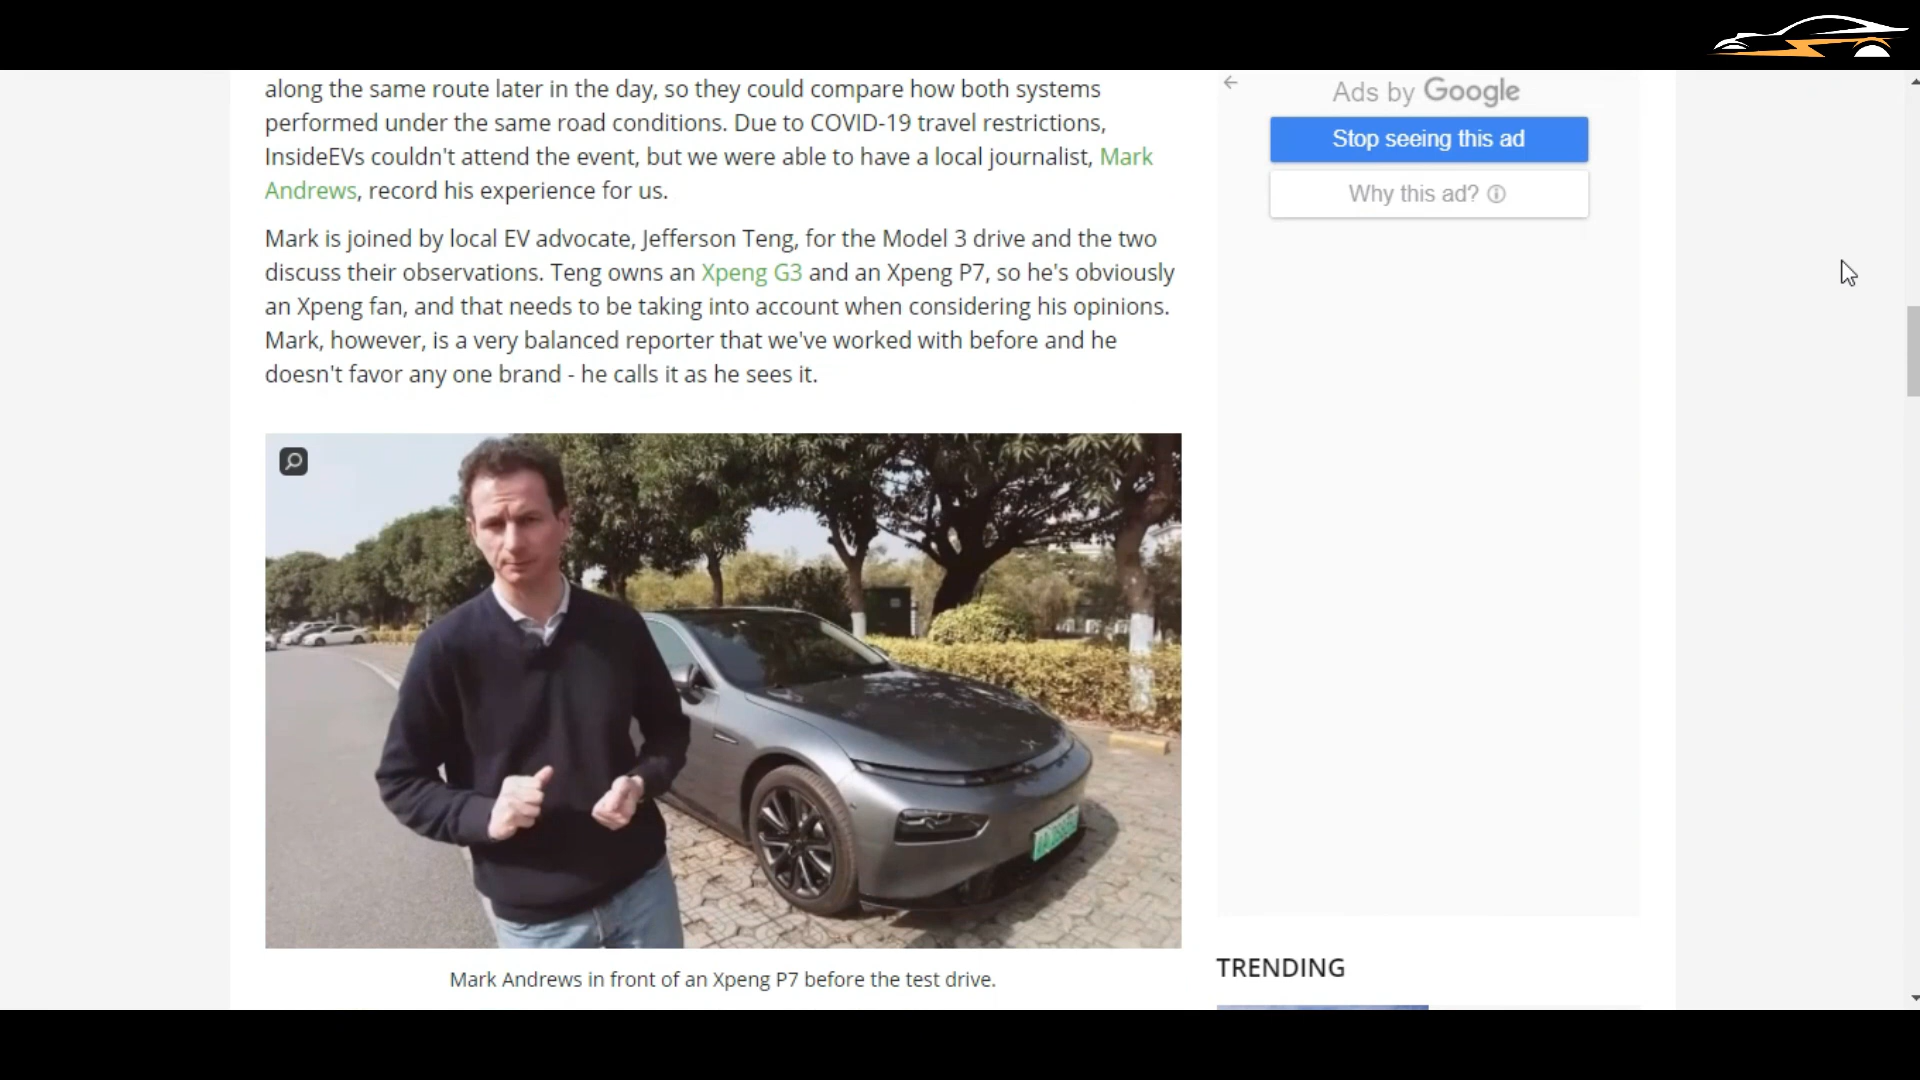 along the same route later in the day, so they could compare how both systems
performed under the same road conditions. Due to COVID-19 travel restrictions,
InsideEVs couldn't attend the event, but we were able to have a local journalist, Mark
Andrews, record his experience for us.
Mark is joined by local EV advocate, Jefferson Teng, for the Model 3 drive and the two
discuss their observations. Teng owns an Xpeng G3 and an Xpeng P7, so he's obviously
an Xpeng fan, and that needs to be taking into account when considering his opinions.
Mark, however, is a very balanced reporter that we've worked with before and he
doesn't favor any one brand - he calls it as he sees it.
Mark Andrews in front of an Xpeng P7 before the test drive.
Ads by Google
Stop seeing this ad
Why this ad?
TRENDING